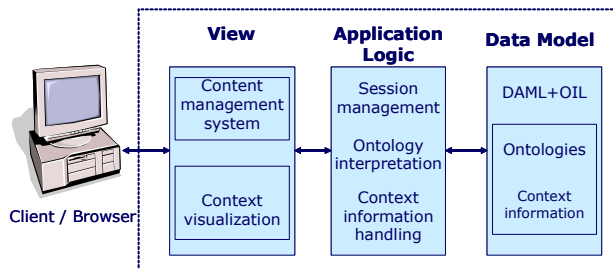 View
Application
Logic
Data Model
Content
management
system
Context
visualization
Session
management
Ontology
interpretation
Context
information
handling
DAML+OIL
Ontologies
Context
information
Client / Browser